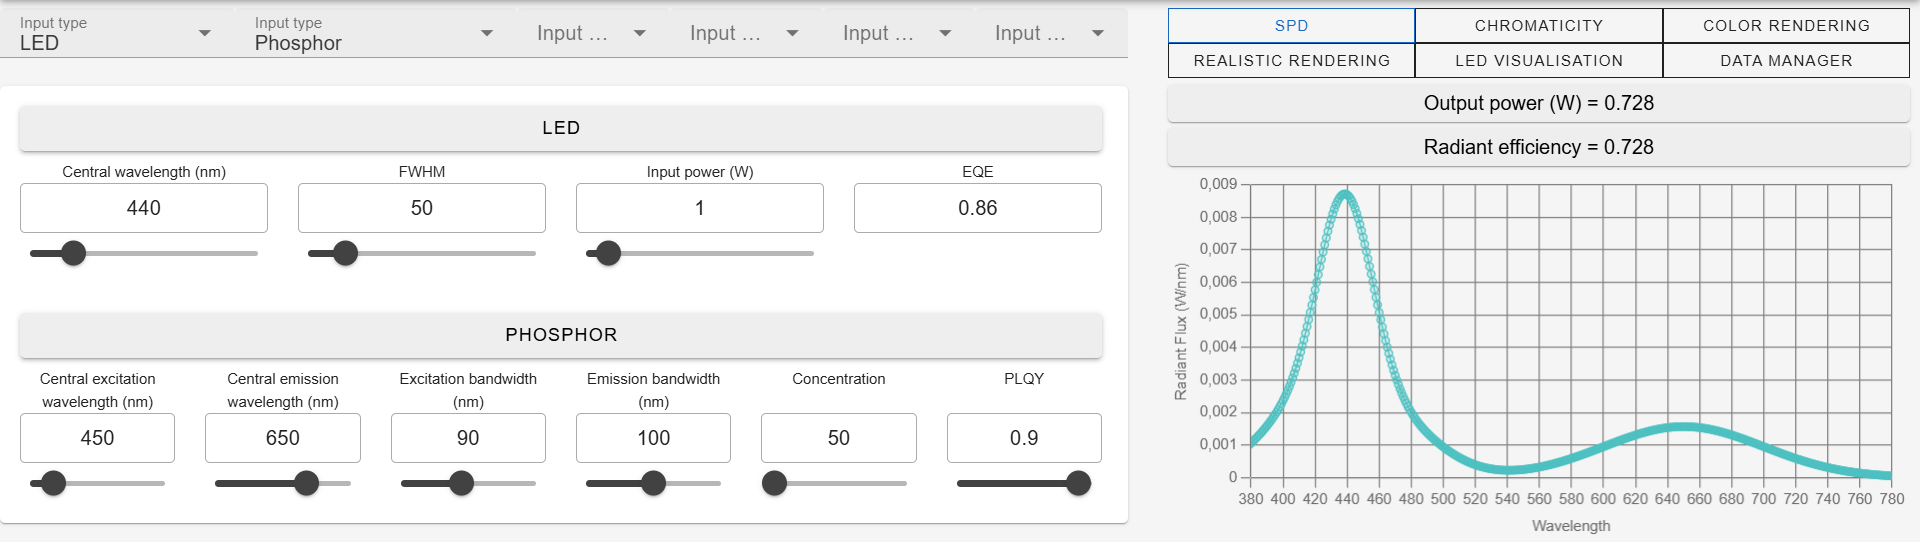 Input type
LED
Input type
Phosphor
Input ...
Input ...
Input ...
Input ...
SPD
CHROMATICITY
COLOR RENDERING
REALISTIC RENDERING
LED VISUALISATION
DATA MANAGER
Output power (W) = 0.728
Radiant efficiency = 0.728
LED
Central wavelength (nm)
FWHM
Input power (W)
EQE
440
50
1
0.86
PHOSPHOR
Central excitation
wavelength (nm)
Central emission
wavelength (nm)
Excitation bandwidth
(nm)
Emission bandwidth
(nm)
Concentration
PLQY
450
650
90
100
50
0.9
Radiant Flux (W/nm)
0,009
0,008
0,007
0,006
0,005
0,004
0,003
0,002
0,001
0
380 400 420 440 460 480 500 520 540 560 580 600 620 640 660 680 700 720 740 760 780
Wavelength